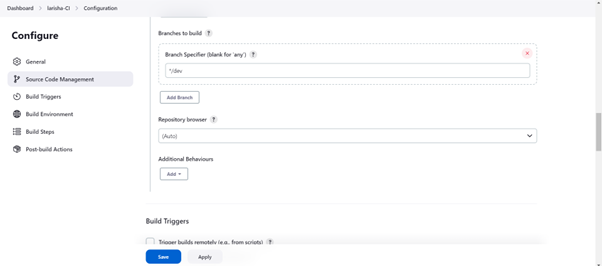 Dashboard > larisha-CI > Configuration
Configure
General
Source Code Management
Build Triggers
Build Environment
Build Steps
Post-build Actions
Branches to build ?
Branch Specifier (blank for 'any') ?
*/dev
Add Branch
Repository browser ?
(Auto)
Additional Behaviours
Add
Build Triggers
Trigger builds remotely (e.g., from scripts) ?
Save Apply